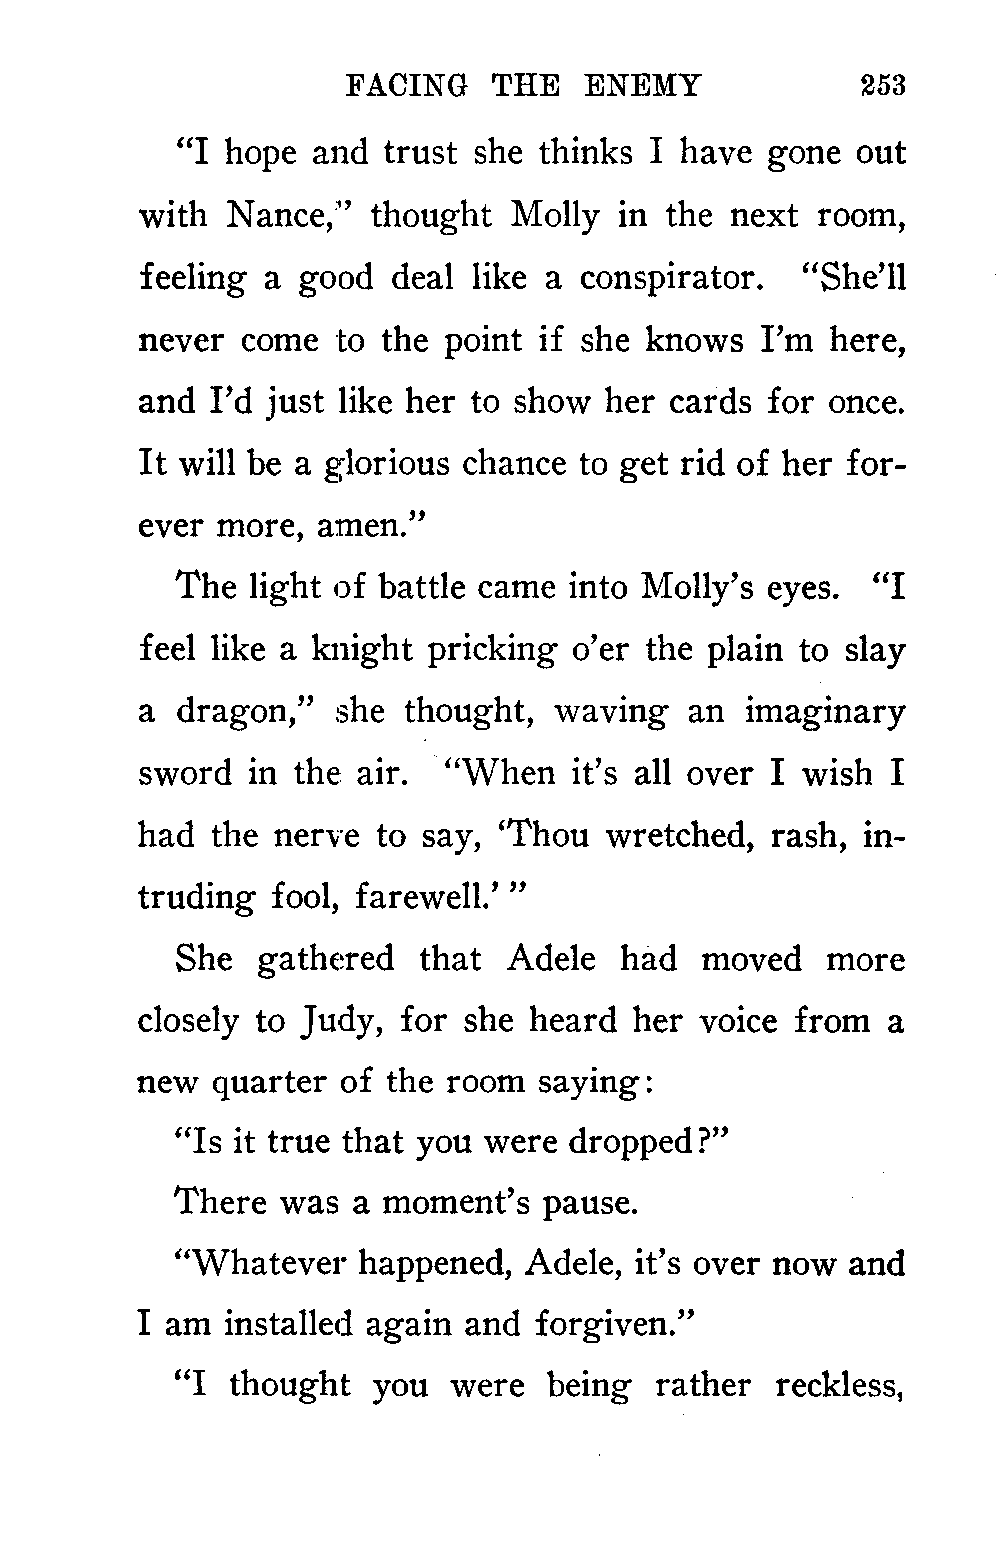 FACING THE ENEMY 253
“I hope and trust she thinks I have gone out
with Nance,” thought Molly in the next room,
feeling a good deal like a conspirator. “She’ll
never come to the point if she knows I’m here,
and I’d just like her to show her cards for once.
It will be a glorious chance to get rid of her for-
ever more, amen.”
The light of battle came into Molly’s eyes. “I
feel like a knight pricking o’er the plain to slay
a dragon,” she thought, waving an imaginary
sword in the air. “When it’s all over I wish I
had the nerve to say, ‘Thou wretched, rash, in-
truding fool, farewell.’ ”
She gathered that Adele had moved more
closely to Judy, for she heard her voice from a
new quarter of the room saying:
“Is it true that you were dropped?”
There was a moment’s pause.
“Whatever happened, Adele, it’s over now and
I am installed again and forgiven.”
“I thought you were being rather reckless,